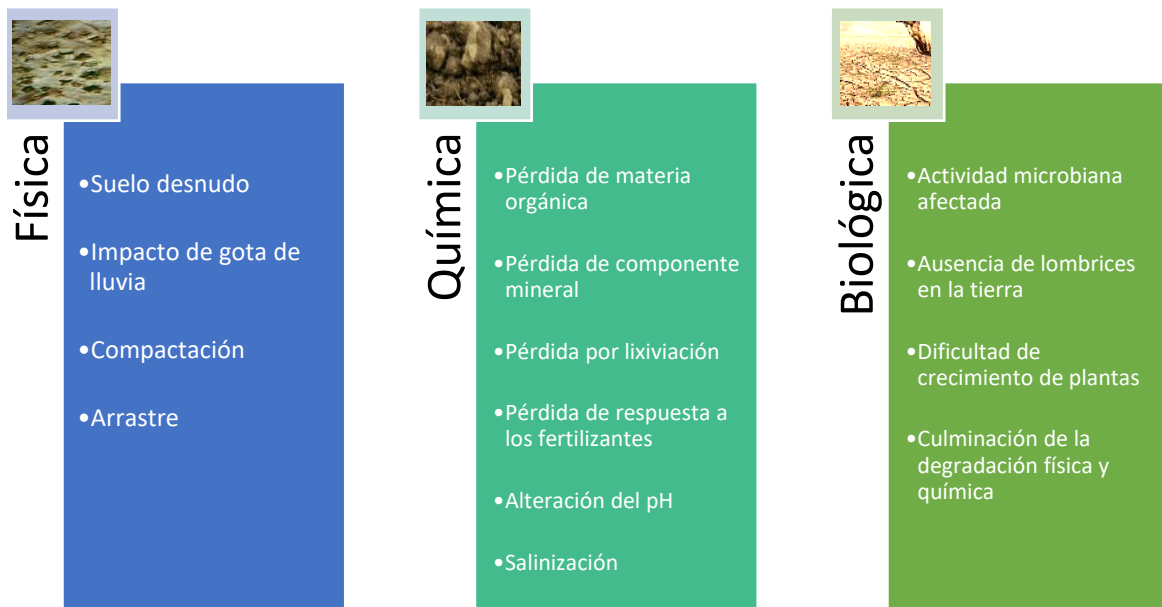 Física
•Suelo desnudo
•Impacto de gota de
lluvia
•Compactación
•Arrastre
Química
•Pérdida de materia
orgánica
•Pérdida de componente
mineral
•Pérdida por lixiviación
•Pérdida de respuesta a
los fertilizantes
•Alteración del pH
•Salinización
Biológica
•Actividad microbiana
afectada
•Ausencia de lombrices
en la tierra
•Dificultad de
crecimiento de plantas
•Culminación de la
degradación física y
química